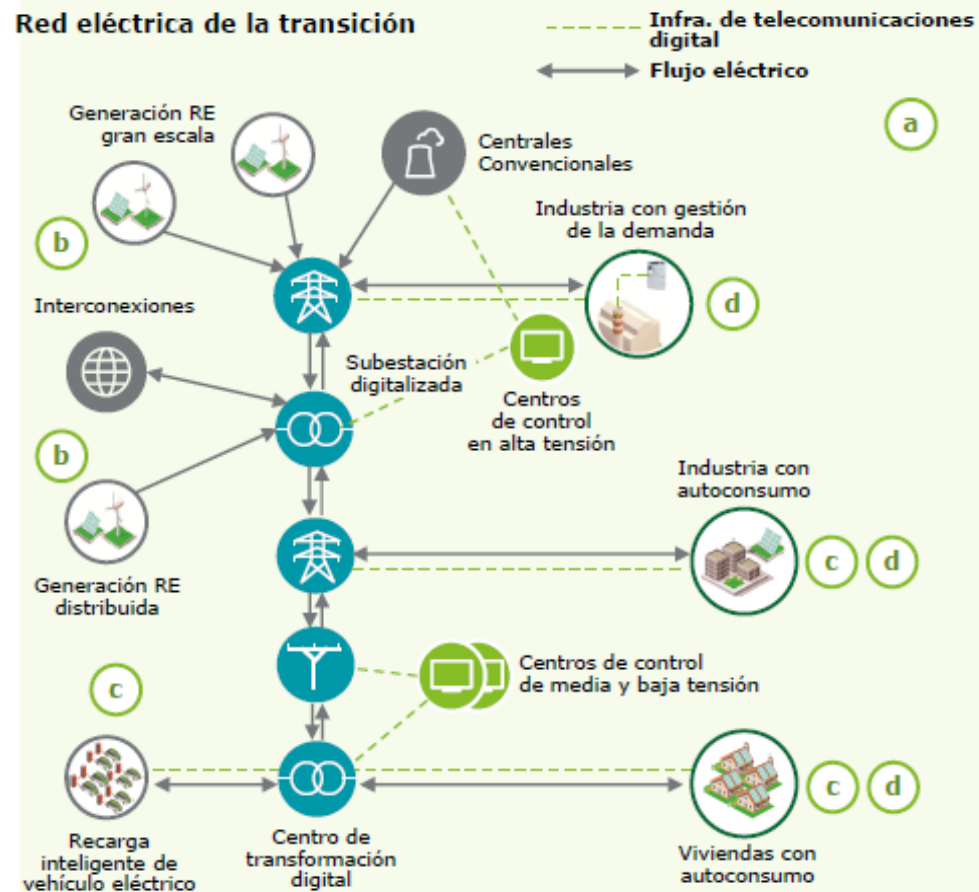 Red eléctrica de la transición
Infra. de telecomunicaciones
digital
Flujo eléctrico
a
Generación RE
gran escala
Centrales
Convencionales
Industria con gestión
de la demanda
b
d
Interconexiones
Subestación
digitalizada
Centros
de control
en alta tensión
b
Generación RE
distribuida
Industria con
autoconsumo
c
d
Centros de control
de media y baja tensión
c
Recarga
inteligente de
vehículo eléctrico
Centro de
transformación
digital
c
d
Viviendas con
autoconsumo